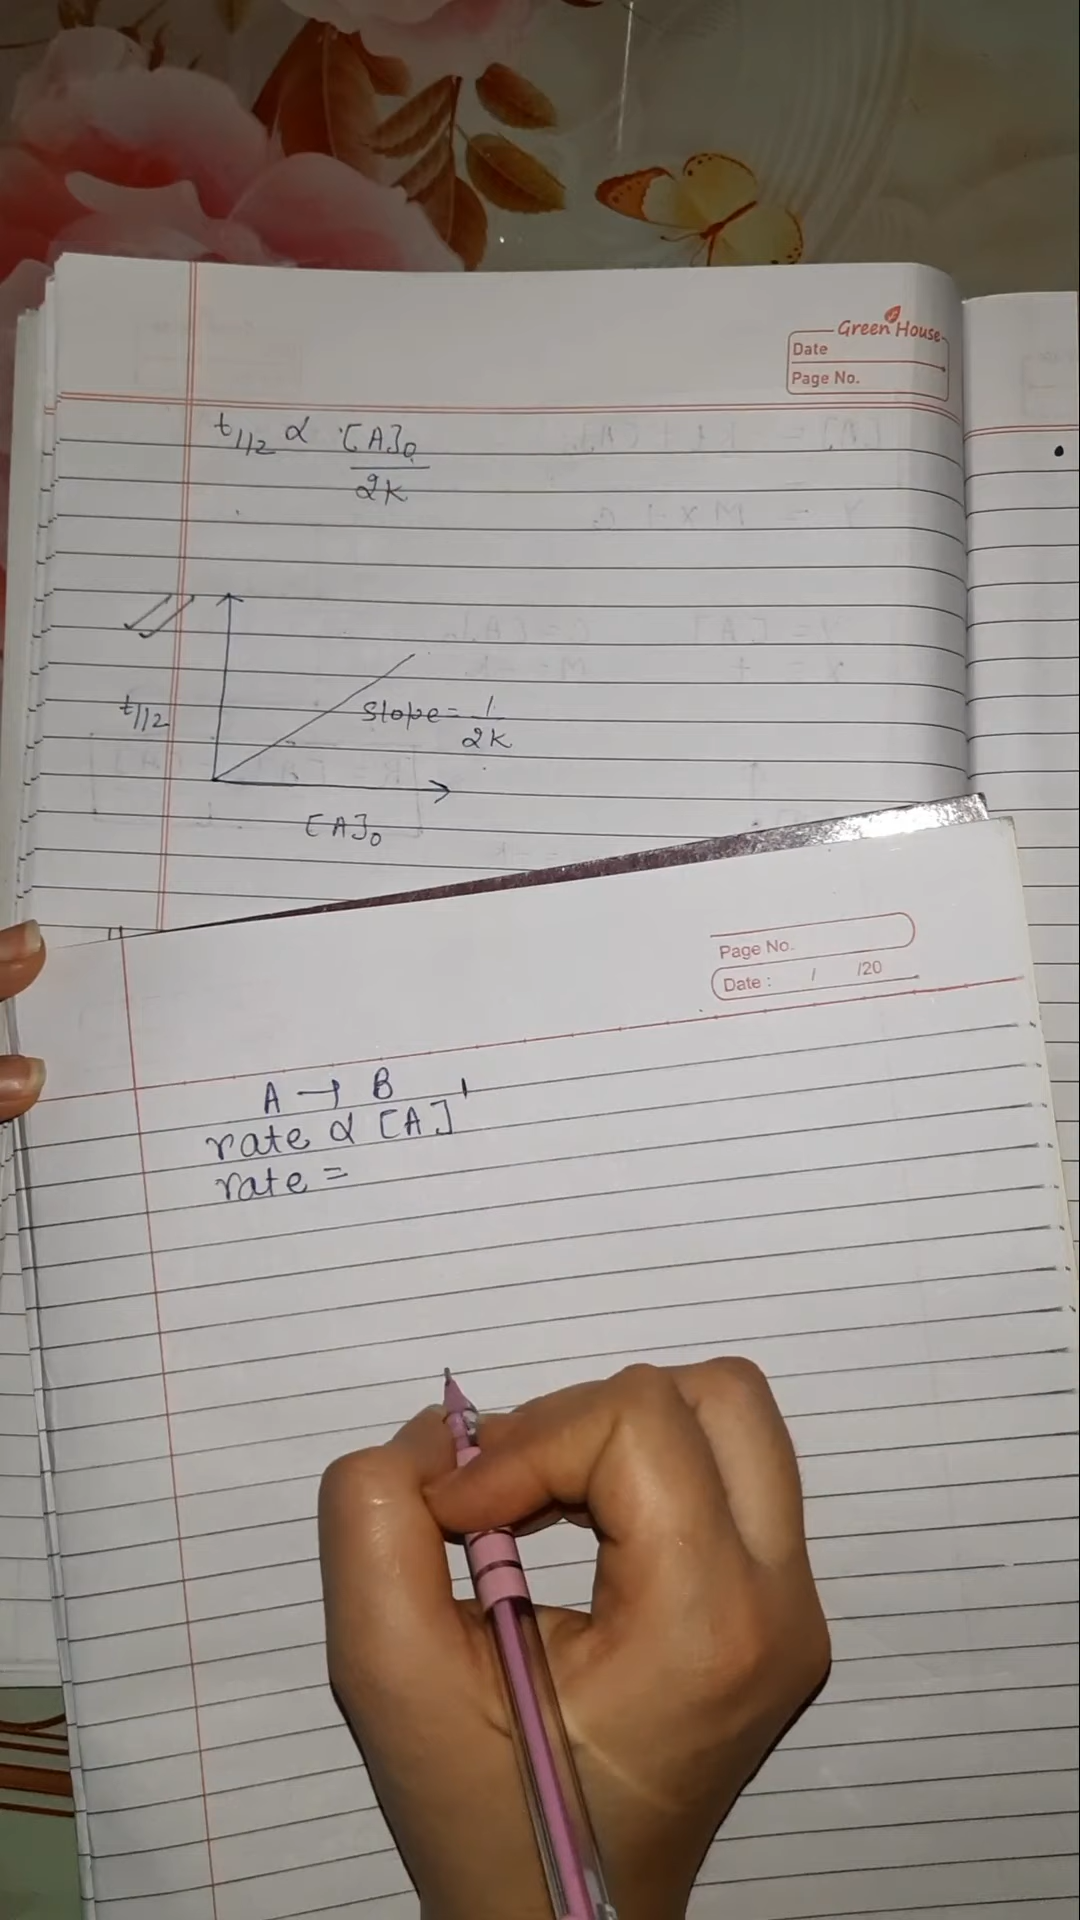 Green House
Date
Page No.
t1/2 α [A]0
2K
t1/2
slope = 1
2K
[A]0
Page No.
Date : / /20
A → B
rate α [A]1
rate =